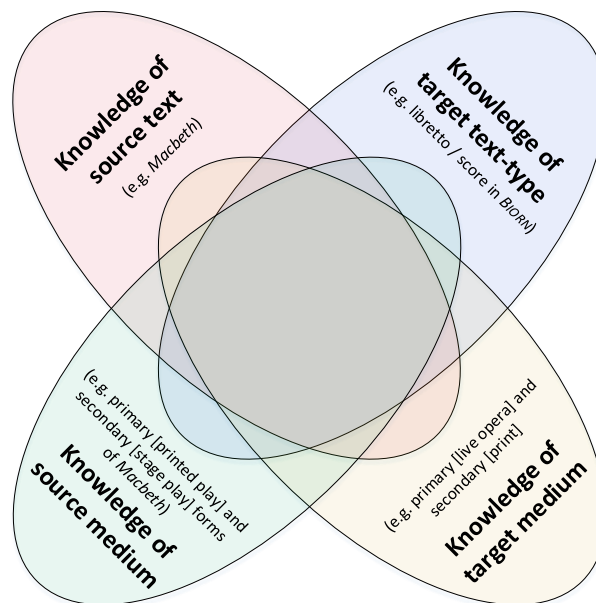 Knowledge of
source text
(e.g. Macbeth)
Knowledge of
target text-type
(e.g. libretto / score in BIORN)
(e.g. primary [printed play] and
secondary [stage play] forms
of Macbeth)
Knowledge of
source medium
(e.g. primary [live opera] and
secondary [print]
Knowledge of
target medium